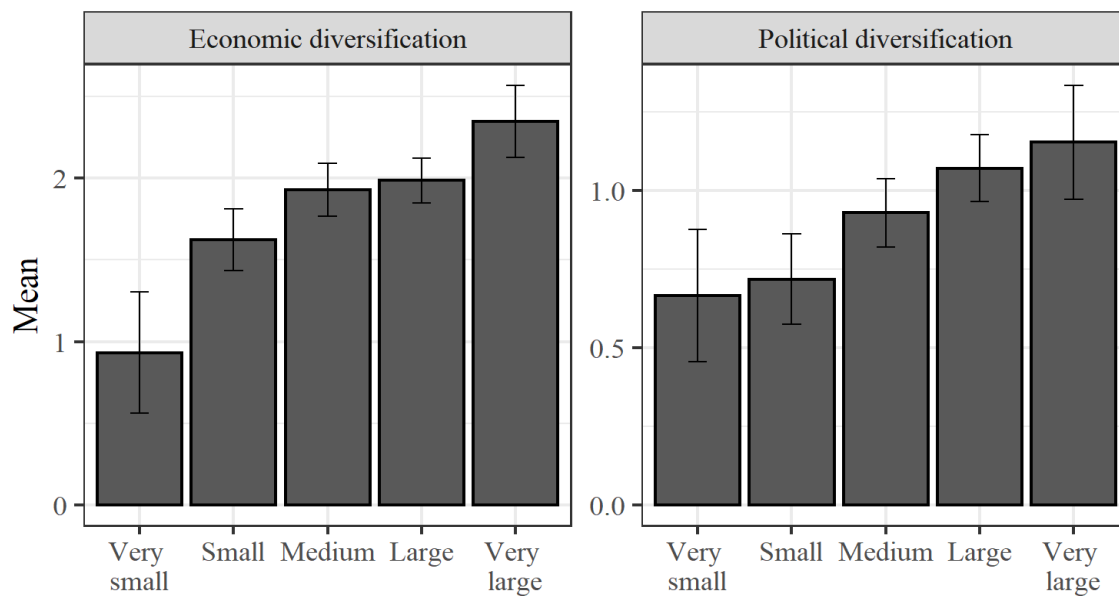 Economic diversification
Political diversification
Mean
2
1
0
1.0
0.5
0.0
Very small
Small
Medium
Large
Very large
Very small
Small
Medium
Large
Very large